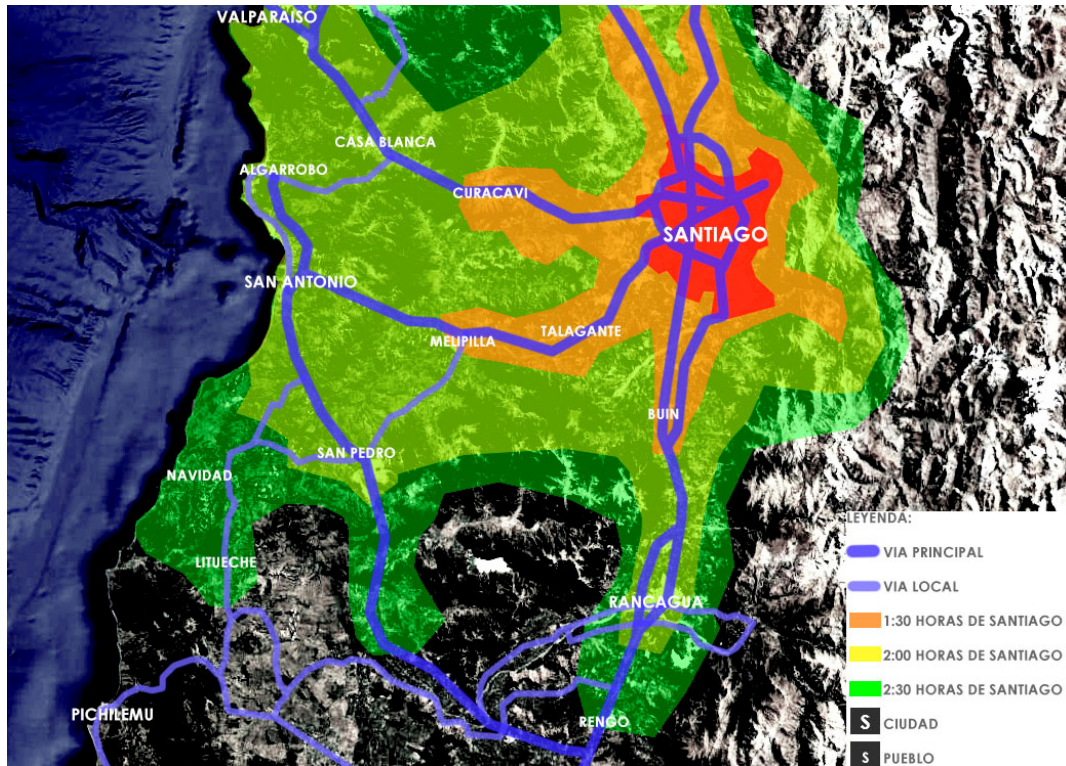 VALPARAISO
CASA BLANCA
ALGARROBO
CURACAVI
SANTIAGO
SAN ANTONIO
TALAGANTE
MELIPILLA
BUIN
SAN PEDRO
NAVIDAD
LITUECHE
RANCAGUA
PICHILEMU
RENGO
LEYENDA:
VIA PRINCIPAL
VIA LOCAL
1:30 HORAS DE SANTIAGO
2:00 HORAS DE SANTIAGO
2:30 HORAS DE SANTIAGO
S CIUDAD
S PUEBLO